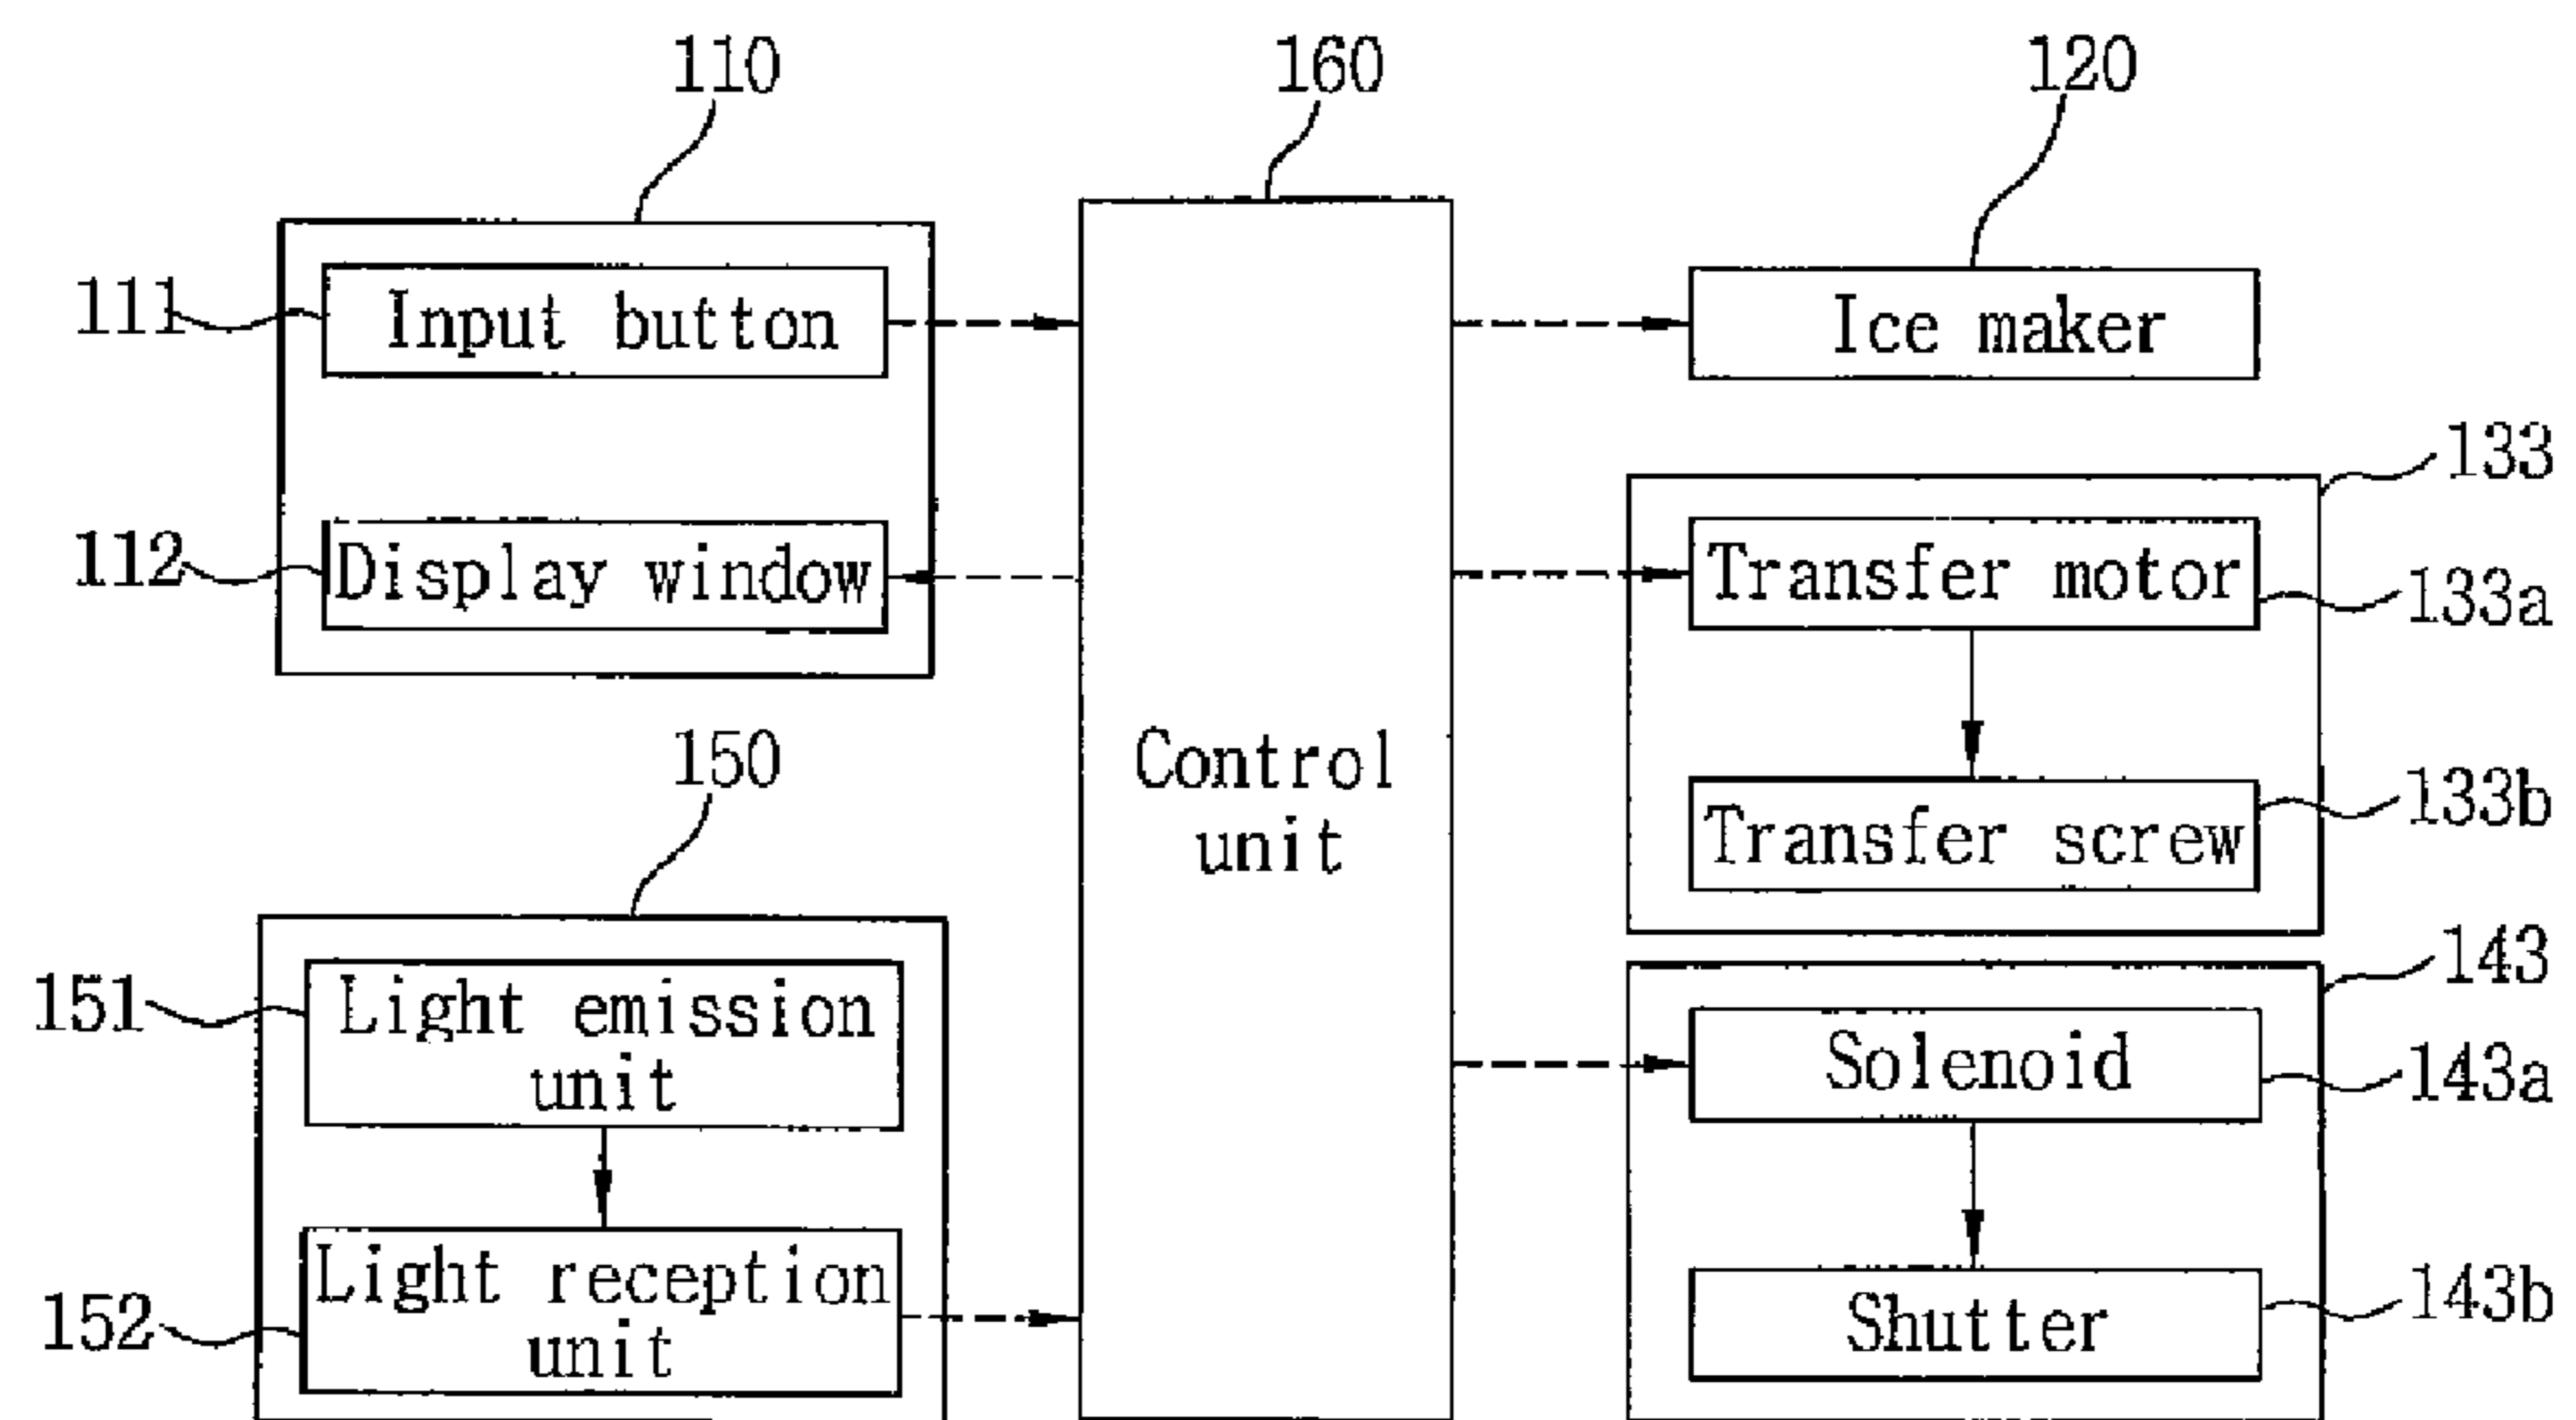 110
160
120
111
Input button
Ice maker
133
112
Display window
Transfer motor
133a
150
Control
unit
Transfer screw
133b
143
151
Light emission
unit
Solenoid
143a
152
Light reception
unit
Shutter
143b